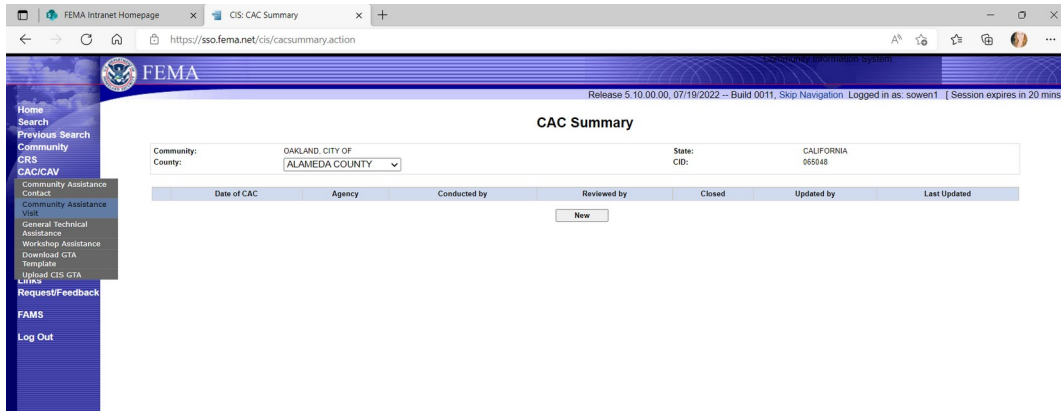 FEMA Intranet Homepage
CIS: CAC Summary
https://sso.fema.net/cis/cacsummary.action
FEMA
Community Information System
Release 5.10.00.00, 07/19/2022 -- Build 0011, Skip Navigation Logged in as: sowen1 [ Session expires in 20 mins
Home
Search
Previous Search
Community
CRS
CAC/CAV
Community Assistance
Contact
Community Assistance
Visit
General Technical
Assistance
Workshop Assistance
Download GTA
Template
Upload CIS GTA
Links
Request/Feedback
FAMS
Log Out
CAC Summary
Community: OAKLAND, CITY OF State: CALIFORNIA
County: ALAMEDA COUNTY CID: 065048
Date of CAC Agency Conducted by Reviewed by Closed Updated by Last Updated
New